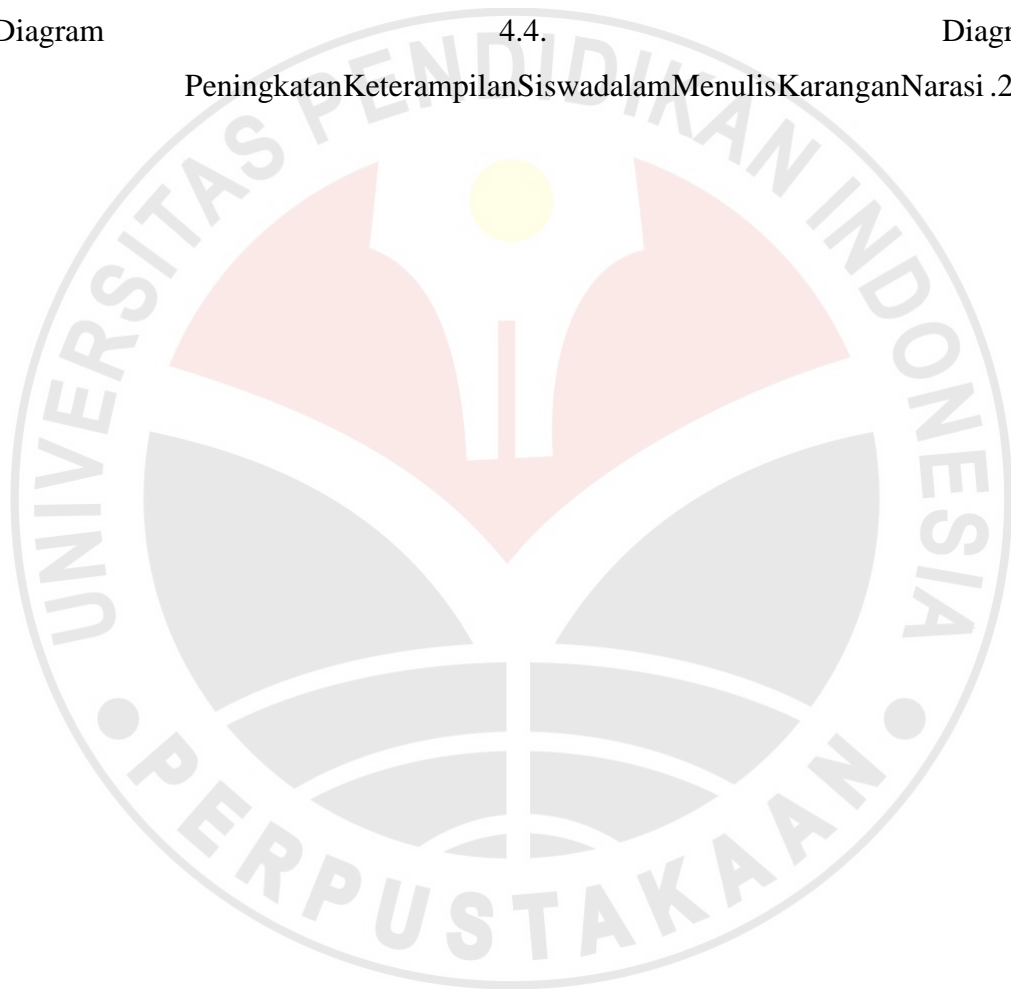 Diagram 4.4. Diagr
PeningkatanKeterampilanSiswadalamMenulisKaranganNarasi .2
UNIVERSITAS PENDIDIKAN INDONESIA
PERPUSTAKAAN